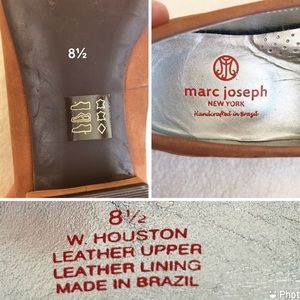 8½
marc joseph
NEW YORK
Handcrafted in Brazil
8½
W. HOUSTON
LEATHER UPPER
LEATHER LINING
MADE IN BRAZIL